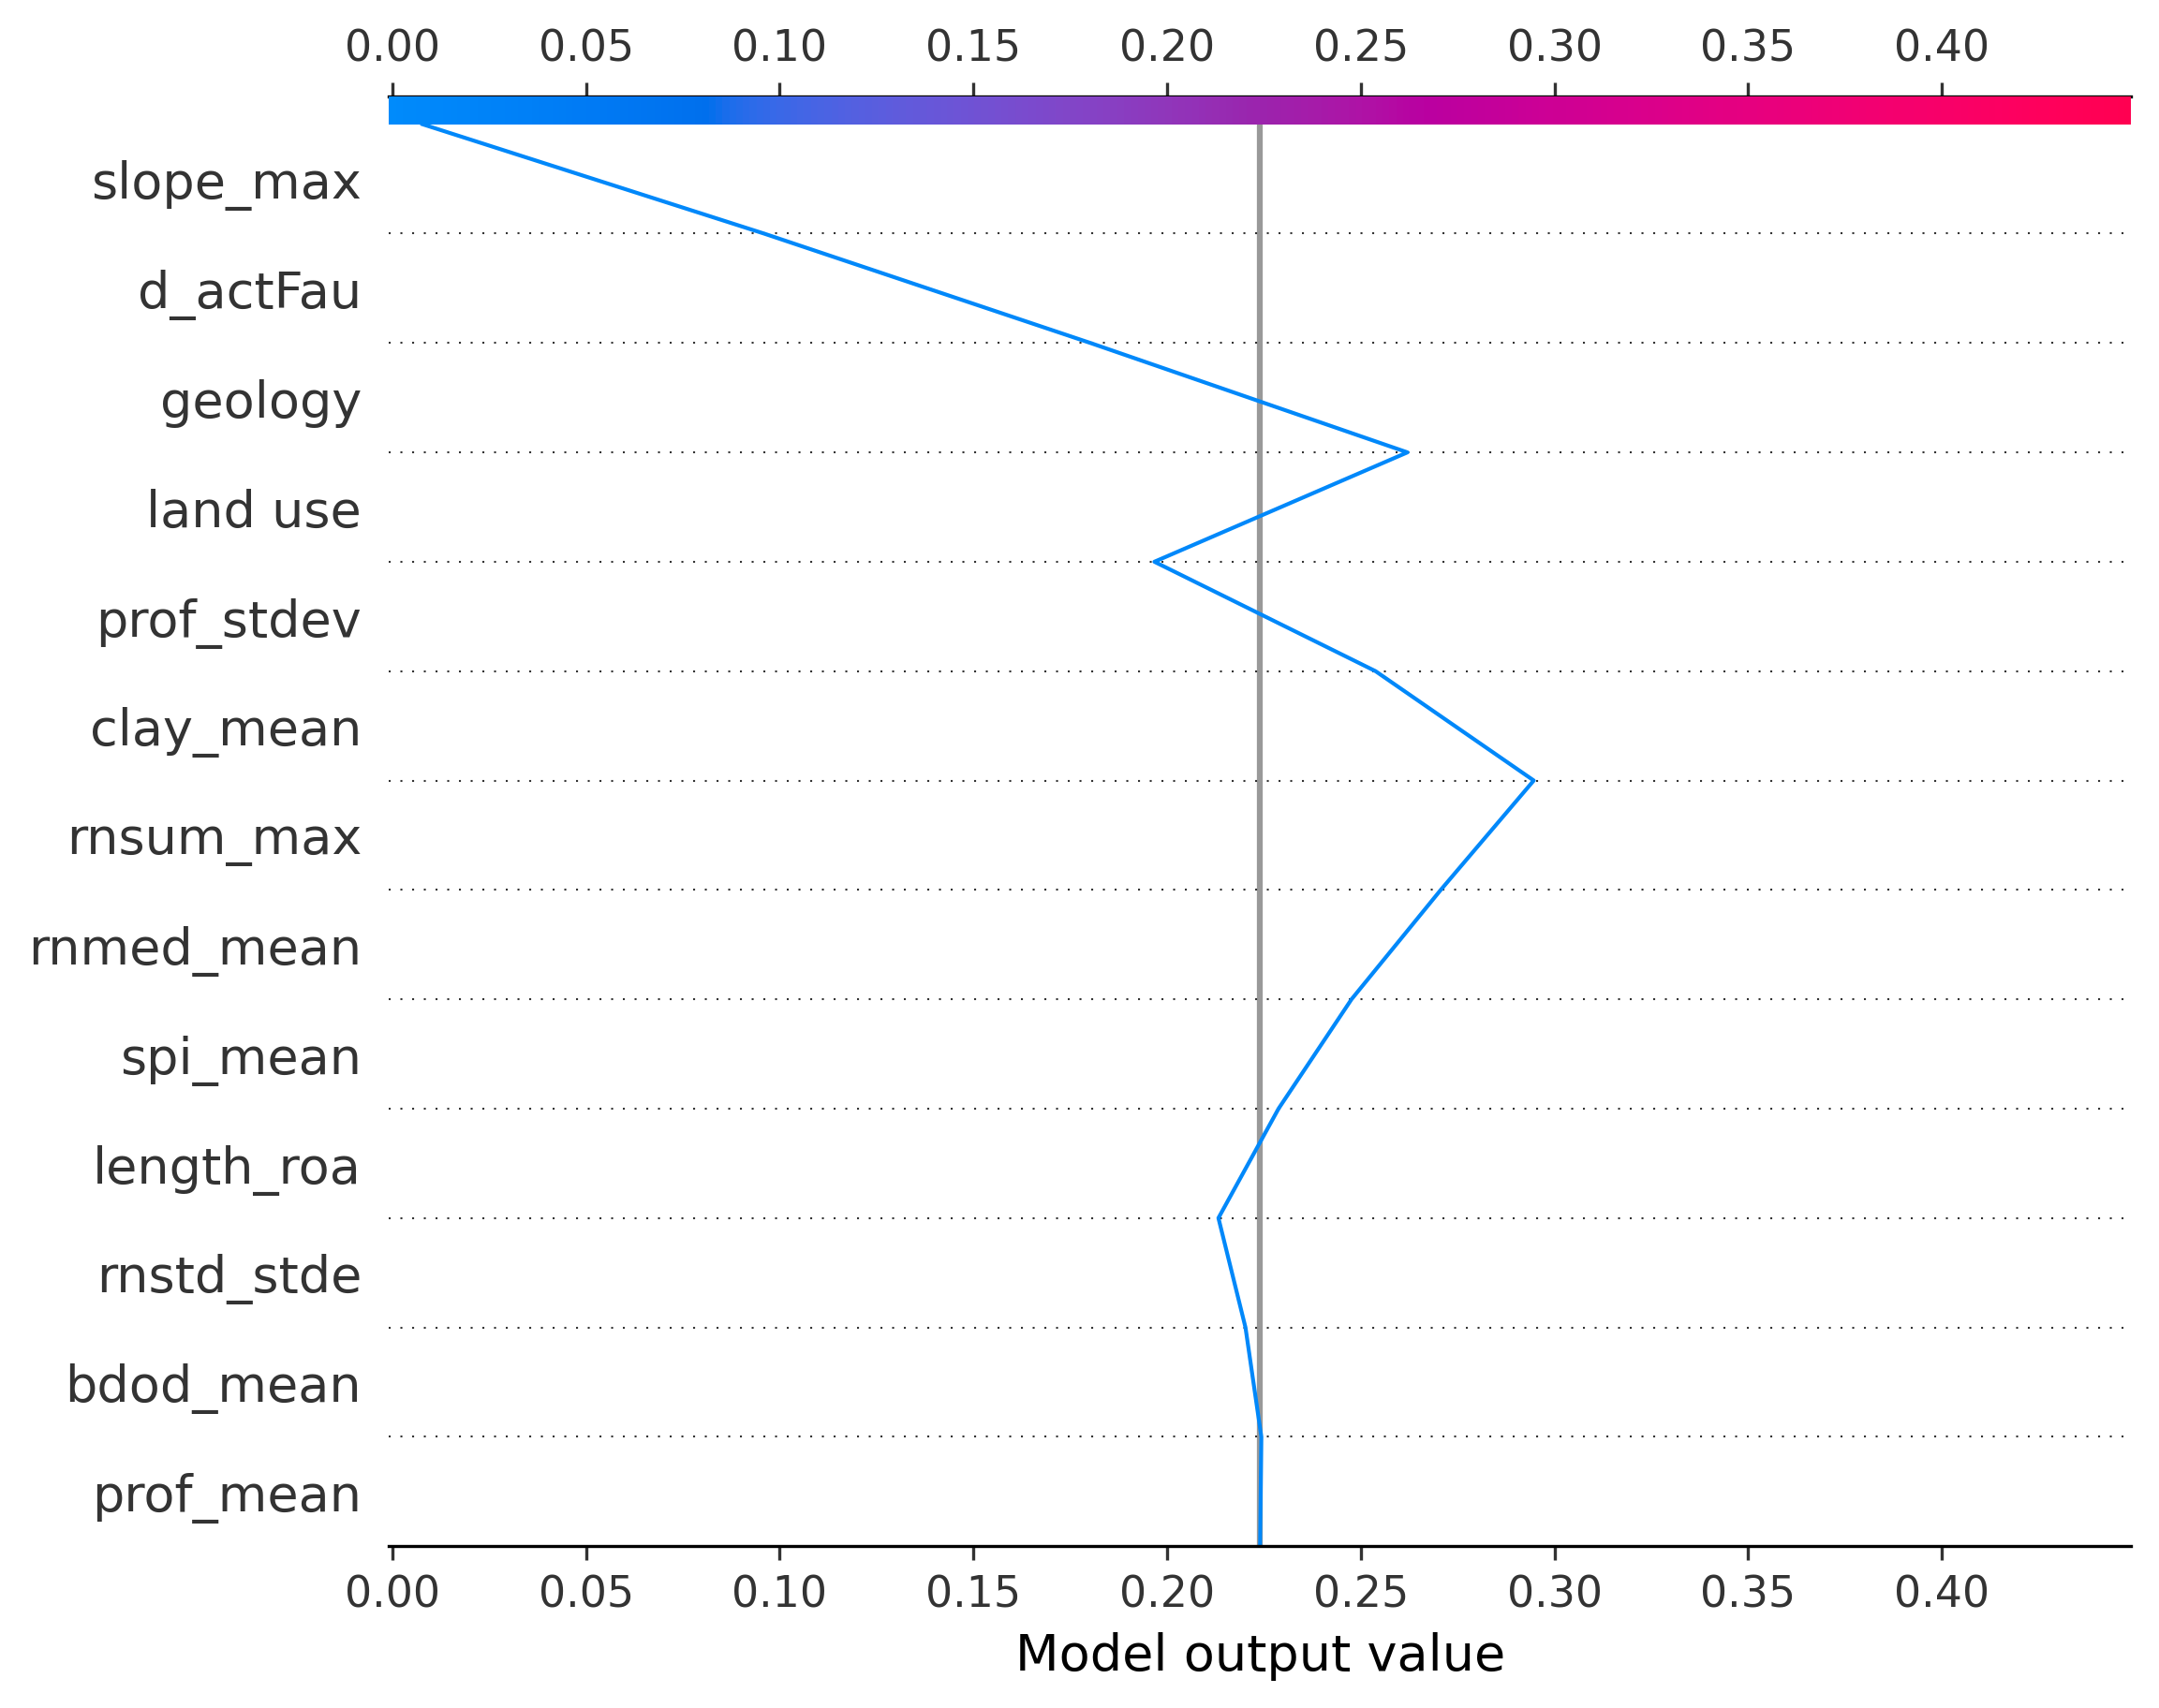 0.00 0.05 0.10 0.15 0.20 0.25 0.30 0.35 0.40
slope_max
d_actFau
geology
land use
prof_stdev
clay_mean
rnsum_max
rnmed_mean
spi_mean
length_roa
rnstd_stde
bdod_mean
prof_mean
0.00 0.05 0.10 0.15 0.20 0.25 0.30 0.35 0.40
Model output value